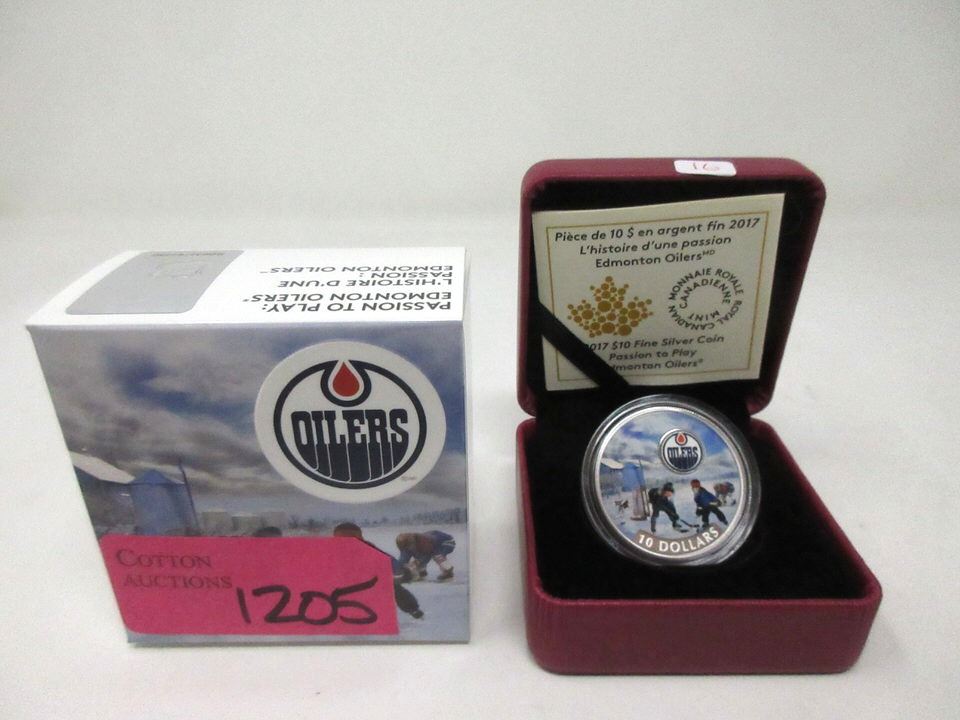 PASSION TO PLAY:
EDMONTON OILERS®
L'HISTOIRE D'UNE
PASSION :
EDMONTON OILERS
OILERS
COTTON
AUCTIONS
1205
16
Pièce de 10 $ en argent fin 2017
L'histoire d'une passion
Edmonton Oilersᴹᴰ
MONNAIE ROYALE CANADIENNE
ROYAL CANADIAN MINT
2017 $10 Fine Silver Coin
Passion to Play
Edmonton Oilers®
OILERS
10 DOLLARS